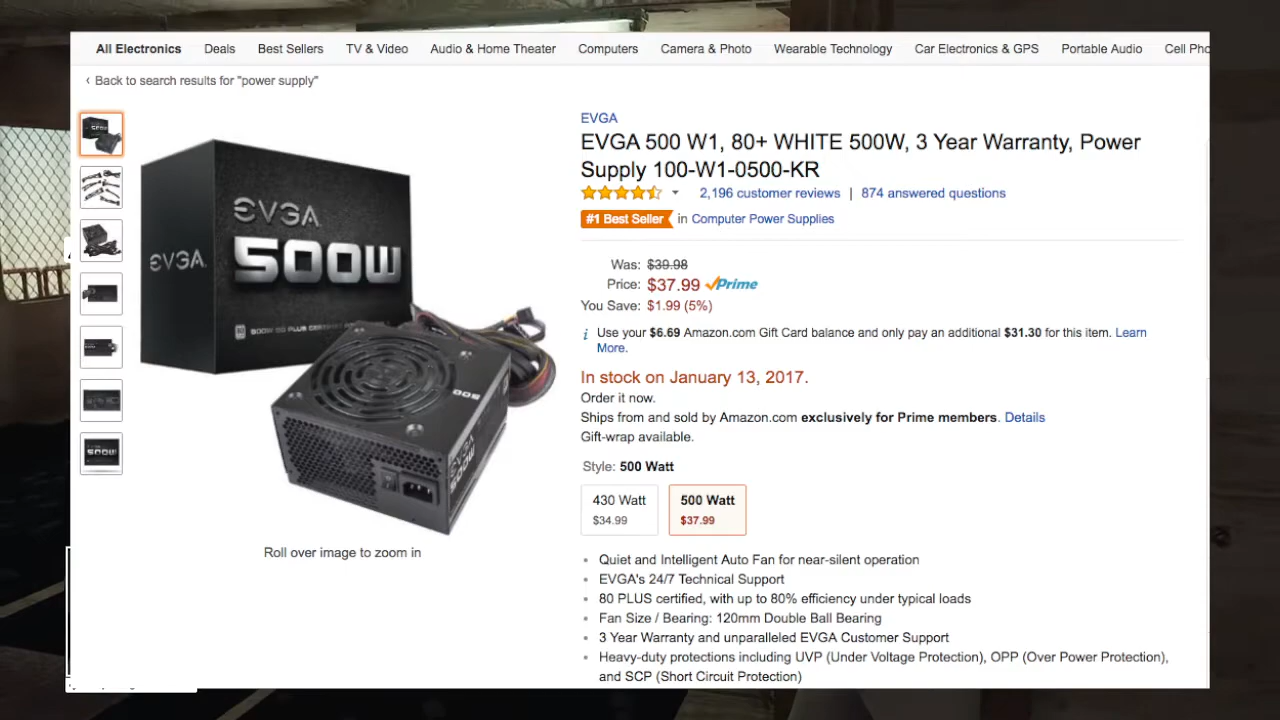 All Electronics Deals Best Sellers TV & Video Audio & Home Theater Computers Camera & Photo Wearable Technology Car Electronics & GPS Portable Audio Cell Pho
‹ Back to search results for "power supply"
EVGA
EVGA 500 W1, 80+ WHITE 500W, 3 Year Warranty, Power
Supply 100-W1-0500-KR
2,196 customer reviews | 874 answered questions
#1 Best Seller in Computer Power Supplies
Was: $39.98
Price: $37.99 Prime
You Save: $1.99 (5%)
i Use your $6.69 Amazon.com Gift Card balance and only pay an additional $31.30 for this item. Learn
More.
In stock on January 13, 2017.
Order it now.
Ships from and sold by Amazon.com exclusively for Prime members. Details
Gift-wrap available.
Style: 500 Watt
430 Watt 500 Watt
$34.99 $37.99
• Quiet and Intelligent Auto Fan for near-silent operation
• EVGA's 24/7 Technical Support
• 80 PLUS certified, with up to 80% efficiency under typical loads
• Fan Size / Bearing: 120mm Double Ball Bearing
• 3 Year Warranty and unparalleled EVGA Customer Support
• Heavy-duty protections including UVP (Under Voltage Protection), OPP (Over Power Protection),
and SCP (Short Circuit Protection)
EVGA
EVGA
500W
500
EVGA
500W
Roll over image to zoom in